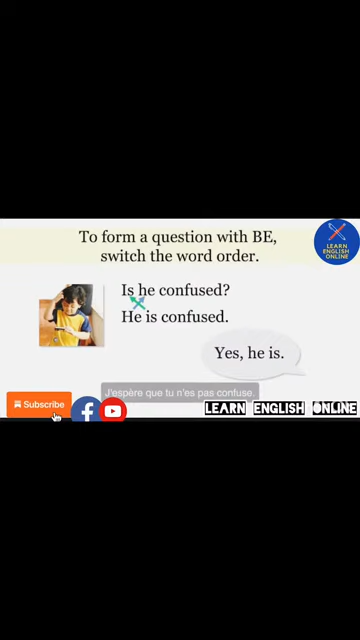 To form a question with BE,
switch the word order.
LEARN
ENGLISH
ONLINE
Is he confused?
He is confused.
Yes, he is.
J'espère que tu n'es pas confuse.
Subscribe
LEARN ENGLISH ONLINE